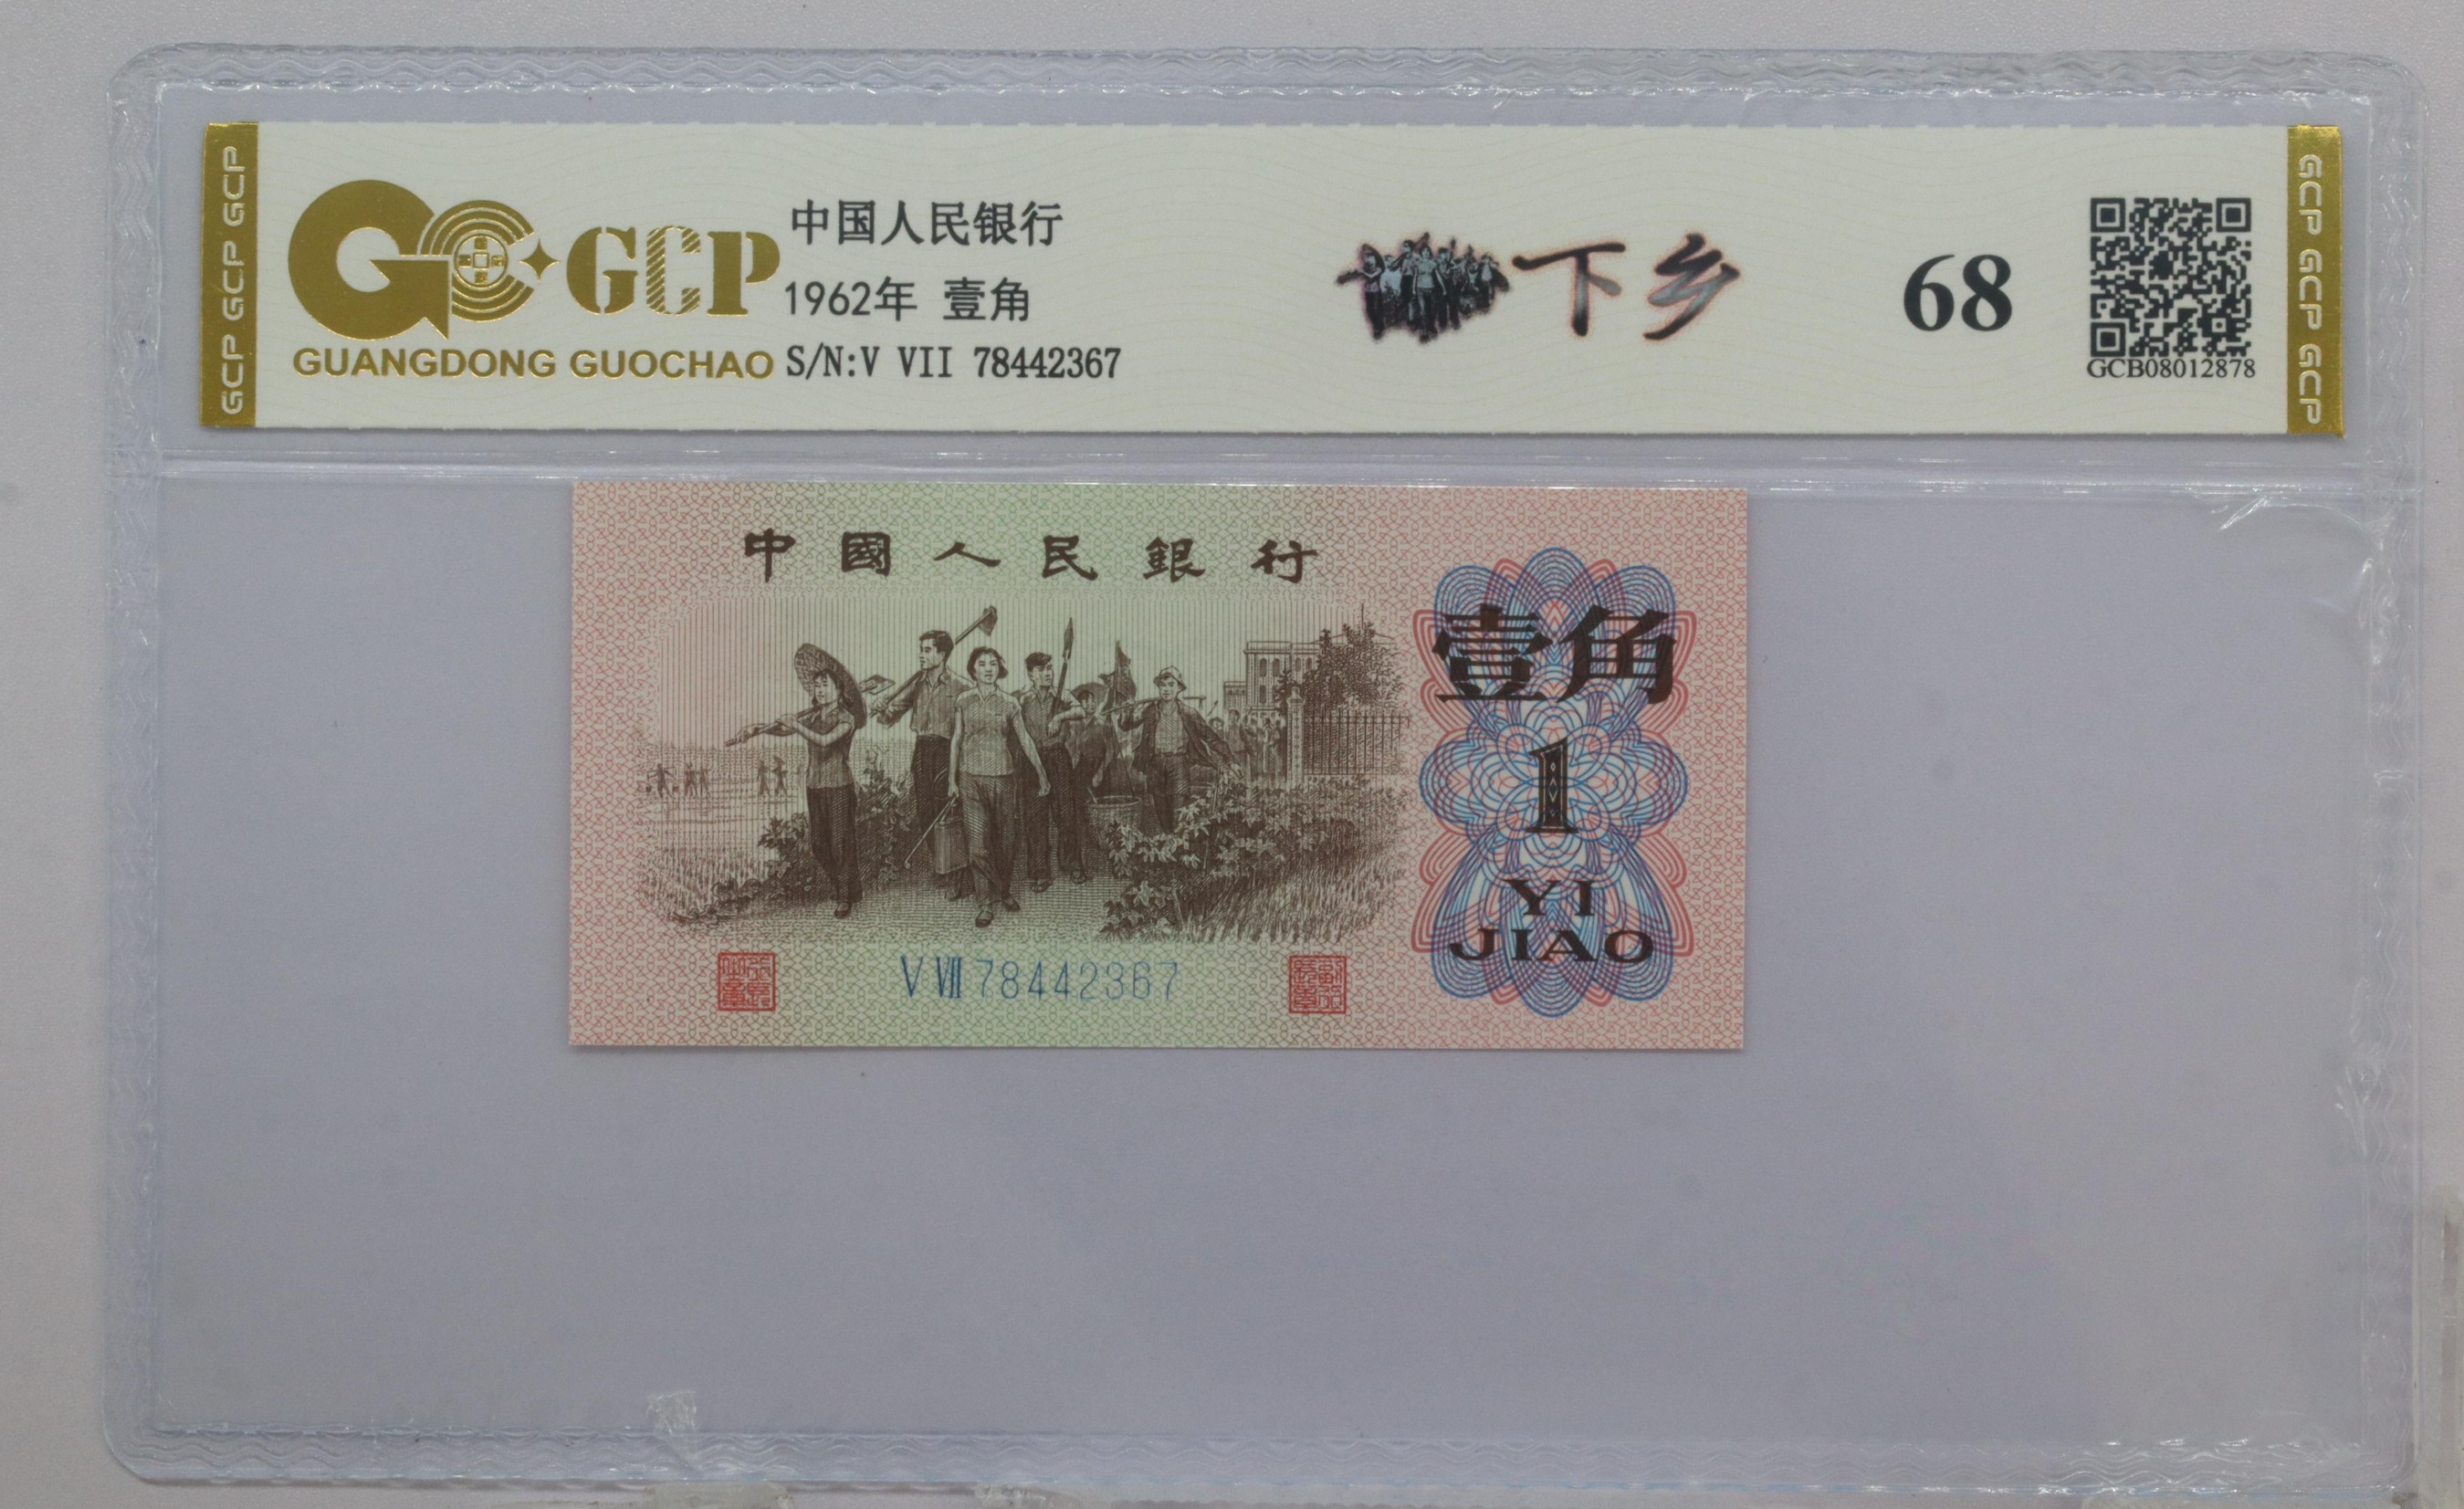 GCP GCP GCP
GCP
GUANGDONG GUOCHAO
中国人民银行
1962年 壹角
S/N:V VII 78442367
下乡
68
GCB08012878
GCP GCP GCP
中國人民銀行
壹角
1
YI
JIAO
V VII 78442367